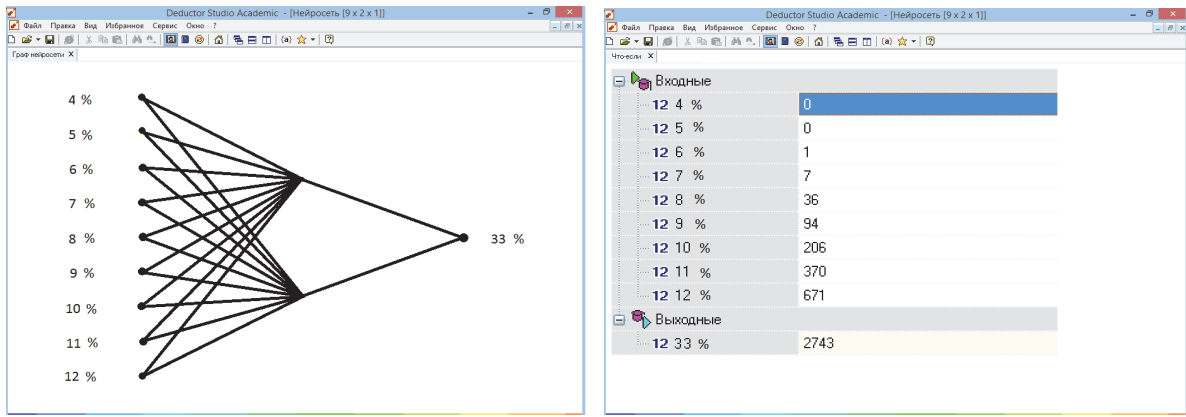 Deductor Studio Academic - [Нейросеть [9 x 2 x 1]]
Файл Правка Вид Избранное Сервис Окно ?
Граф нейросети X
4 %
5 %
6 %
7 %
8 %
9 %
10 %
11 %
12 %
33 %
Deductor Studio Academic - [Нейросеть [9 x 2 x 1]]
Файл Правка Вид Избранное Сервис Окно ?
Что-если X
Входные
12 4 % 0
12 5 % 0
12 6 % 1
12 7 % 7
12 8 % 36
12 9 % 94
12 10 % 206
12 11 % 370
12 12 % 671
Выходные
12 33 % 2743